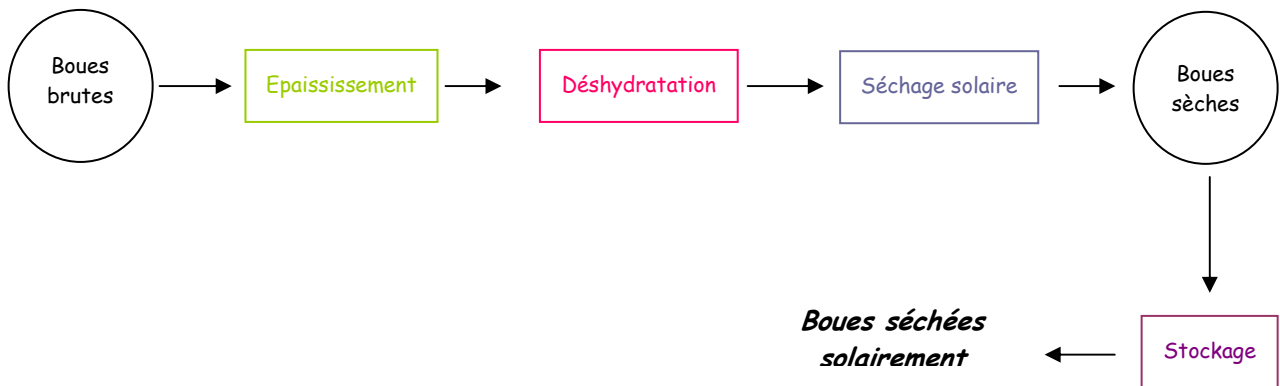 Boues
brutes
Epaississement
Déshydratation
Séchage solaire
Boues
sèches
Stockage
Boues séchées
solairement